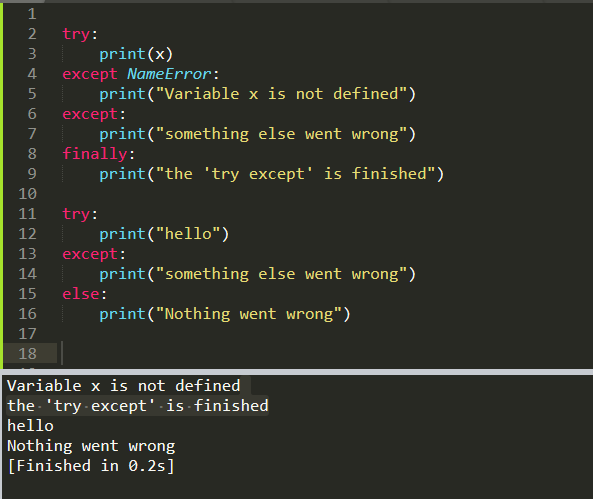 1
2 try:
3     print(x)
4 except NameError:
5     print("Variable x is not defined")
6 except:
7     print("something else went wrong")
8 finally:
9     print("the 'try except' is finished")
10
11 try:
12     print("hello")
13 except:
14     print("something else went wrong")
15 else:
16     print("Nothing went wrong")
17
18
Variable x is not defined
the 'try except' is finished
hello
Nothing went wrong
[Finished in 0.2s]